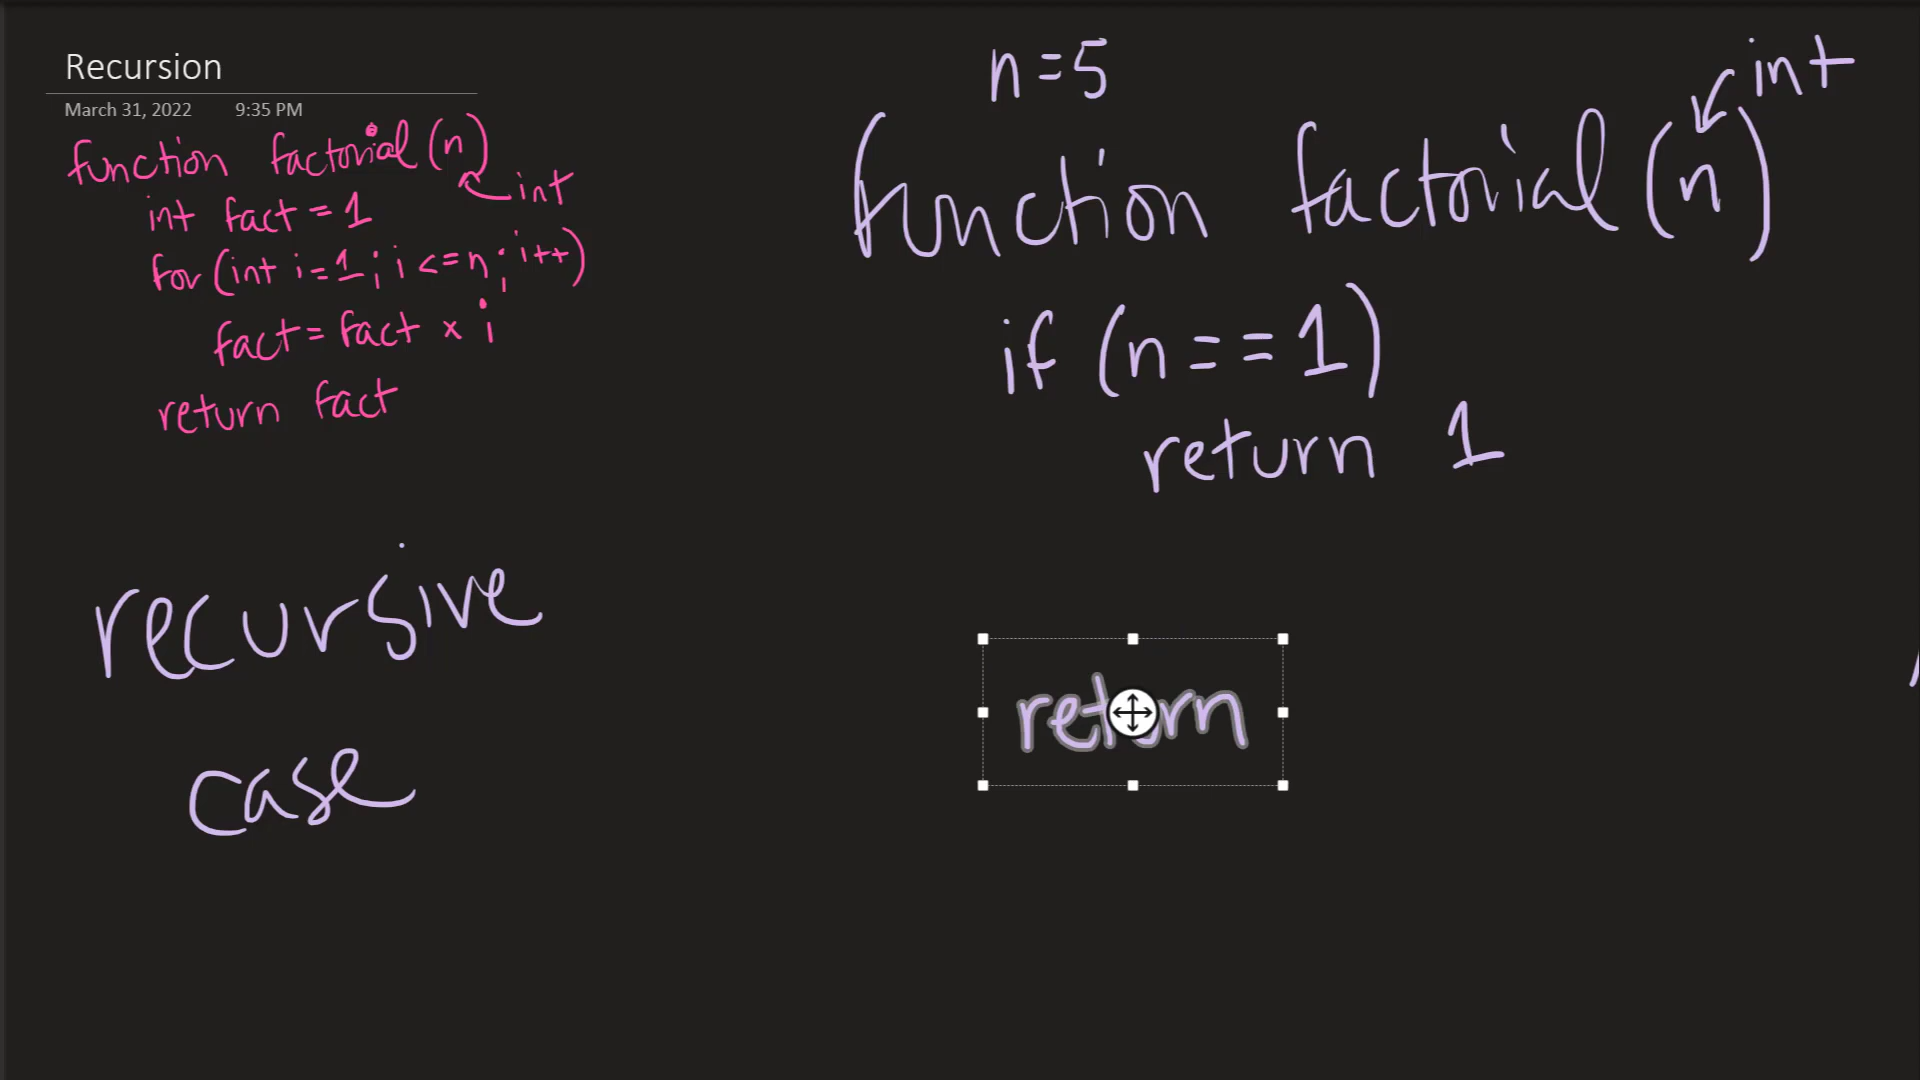 Recursion
March 31, 2022 9:35 PM
function factorial (n)
int
int fact = 1
for (int i = 1; i <= n; i++)
fact = fact x i
return fact
recursive
case
n = 5
int
function factorial (n)
if (n == 1)
return 1
return